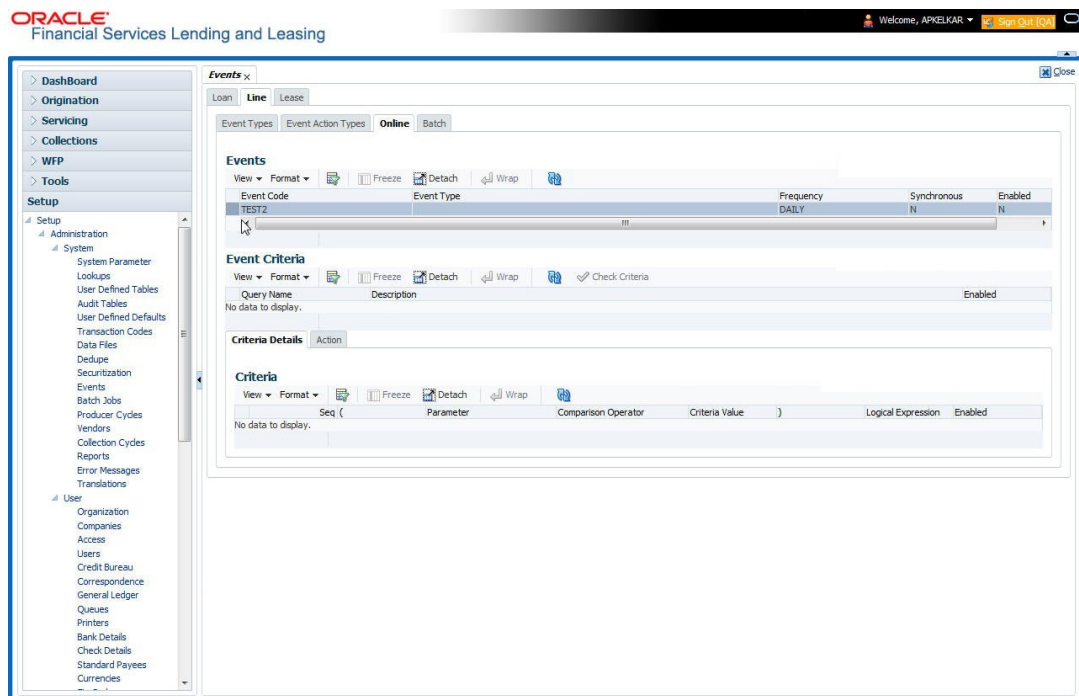 ORACLE
Financial Services Lending and Leasing
Welcome, APKELKAR
Sign Out [QA]
DashBoard
Origination
Servicing
Collections
WFP
Tools
Setup
Setup
Administration
System
System Parameter
Lookups
User Defined Tables
Audit Tables
User Defined Defaults
Transaction Codes
Data Files
Dedupe
Securitization
Events
Batch Jobs
Producer Cycles
Vendors
Collection Cycles
Reports
Error Messages
Translations
User
Organization
Companies
Access
Users
Credit Bureau
Correspondence
General Ledger
Queues
Printers
Bank Details
Check Details
Standard Payees
Currencies
Events
Close
Loan Line Lease
Event Types Event Action Types Online Batch
Events
View Format Freeze Detach Wrap
Event Code Event Type Frequency Synchronous Enabled
TEST2 DAILY N N
Event Criteria
View Format Freeze Detach Wrap Check Criteria
Query Name Description Enabled
No data to display.
Criteria Details Action
Criteria
View Format Freeze Detach Wrap
Seq ( Parameter Comparison Operator Criteria Value ) Logical Expression Enabled
No data to display.